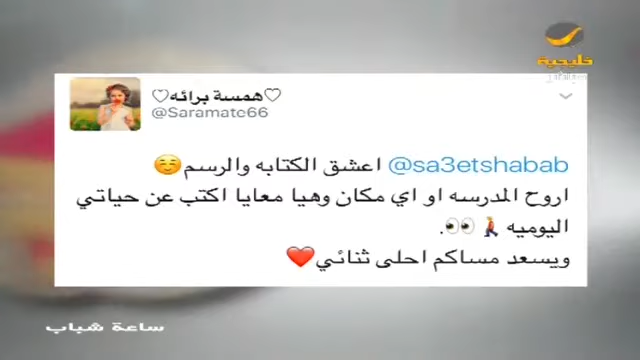 خليجية
♡همسة برائه♡
@Saramatc66
@sa3etshabab اعشق الكتابه والرسم☺️
اروح المدرسه او اي مكان وهيا معايا اكتب عن حياتي
اليوميه🚶👀.
ويسعد مساكم احلى ثنائي❤️
ساعة شباب